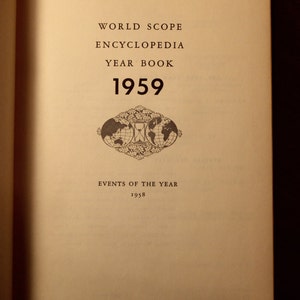 WORLD SCOPE
ENCYCLOPEDIA
YEAR BOOK
1959
EVENTS OF THE YEAR
1958